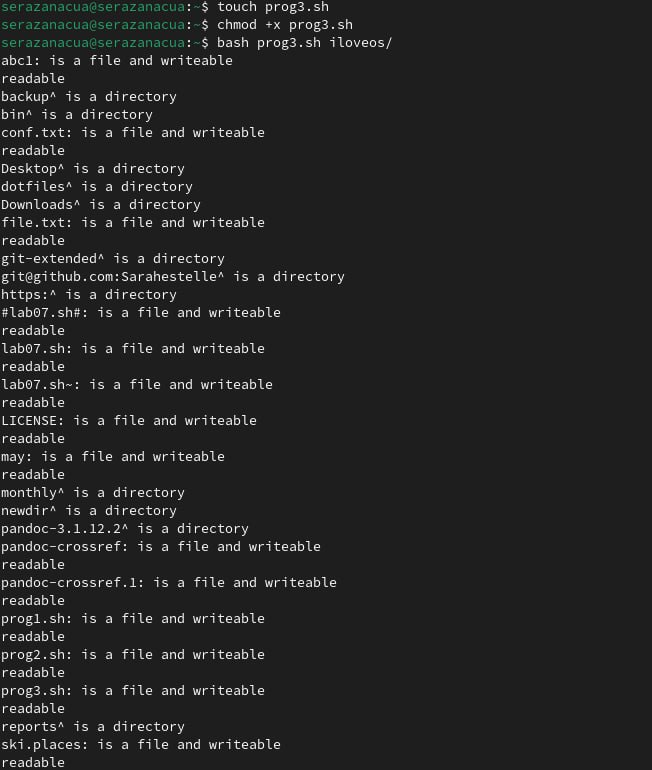 serazanacua@serazanacua:~$ touch prog3.sh
serazanacua@serazanacua:~$ chmod +x prog3.sh
serazanacua@serazanacua:~$ bash prog3.sh iloveos/
abc1: is a file and writeable
readable
backup^ is a directory
bin^ is a directory
conf.txt: is a file and writeable
readable
Desktop^ is a directory
dotfiles^ is a directory
Downloads^ is a directory
file.txt: is a file and writeable
readable
git-extended^ is a directory
git@github.com:Sarahestelle^ is a directory
https:^ is a directory
#lab07.sh#: is a file and writeable
readable
lab07.sh: is a file and writeable
readable
lab07.sh~: is a file and writeable
readable
LICENSE: is a file and writeable
readable
may: is a file and writeable
readable
monthly^ is a directory
newdir^ is a directory
pandoc-3.1.12.2^ is a directory
pandoc-crossref: is a file and writeable
readable
pandoc-crossref.1: is a file and writeable
readable
prog1.sh: is a file and writeable
readable
prog2.sh: is a file and writeable
readable
prog3.sh: is a file and writeable
readable
reports^ is a directory
ski.places: is a file and writeable
readable